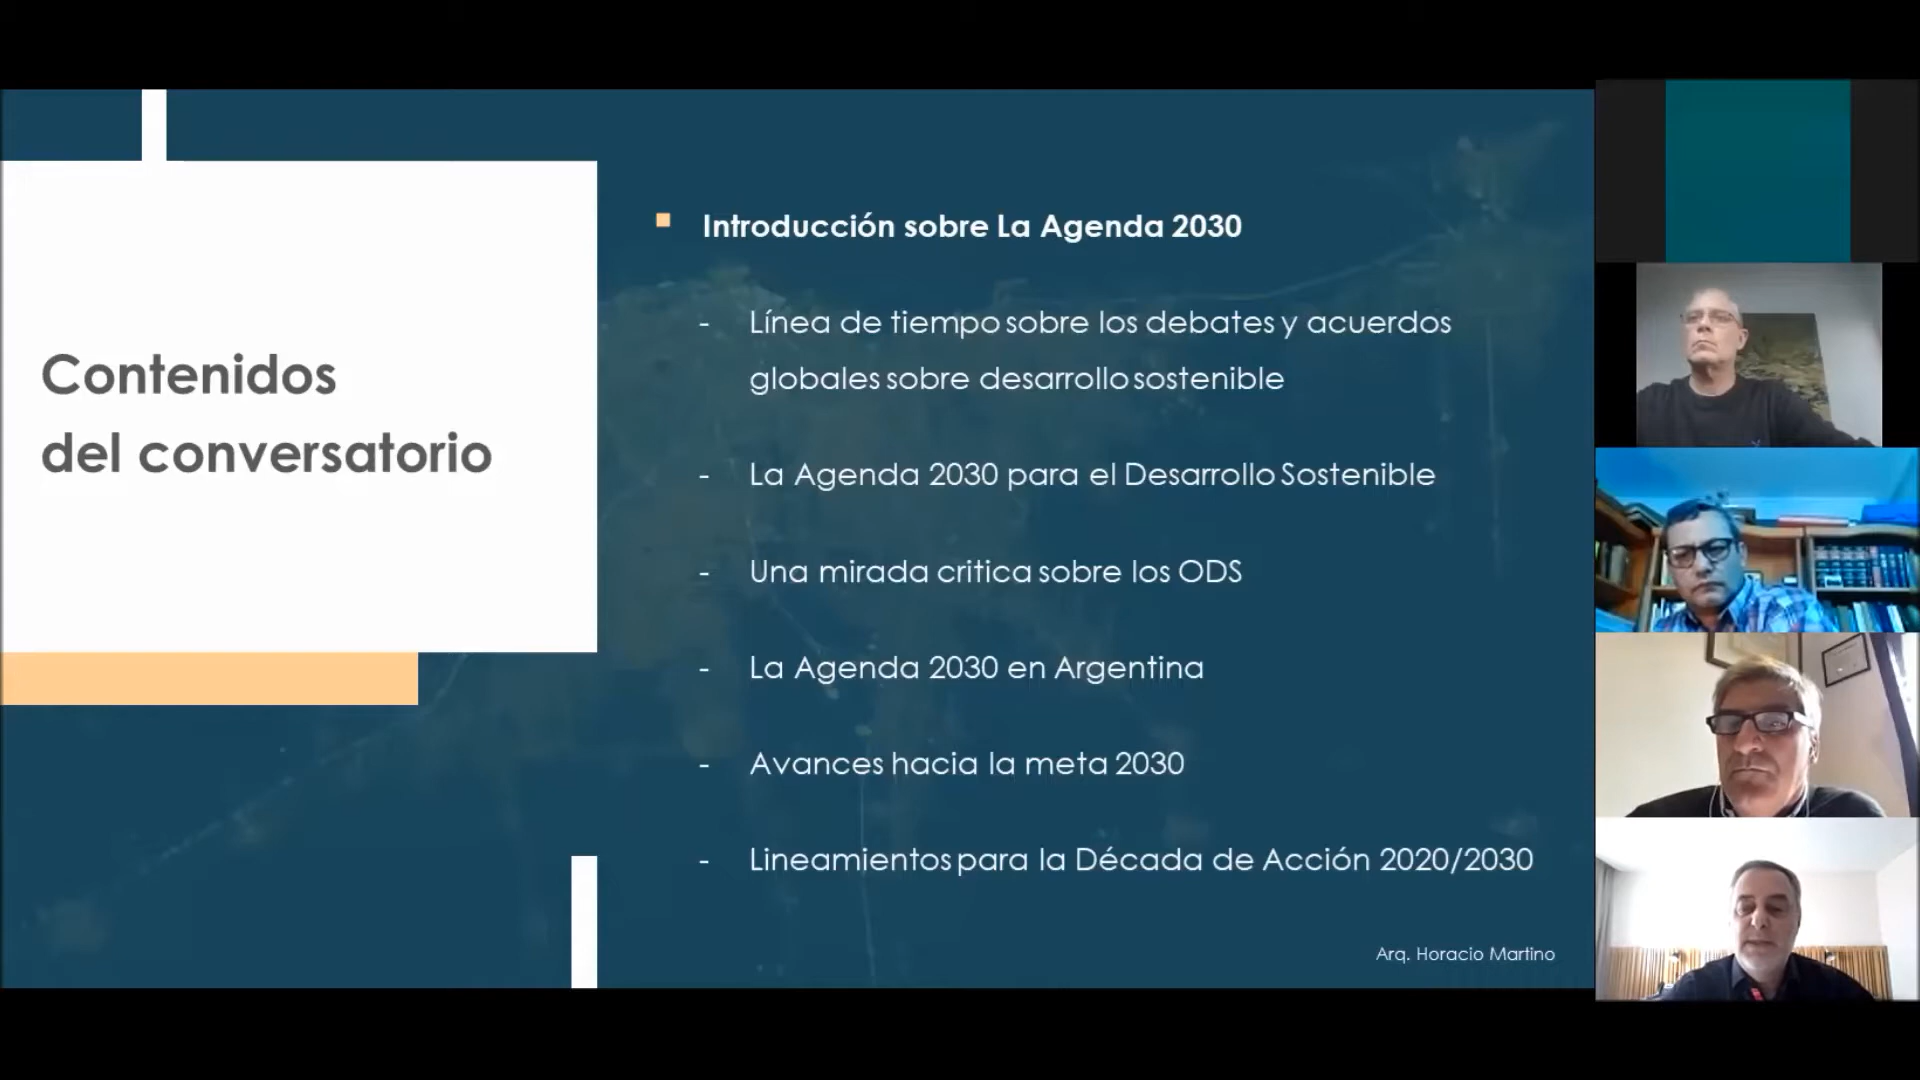 Contenidos
del conversatorio
Introducción sobre La Agenda 2030
- Línea de tiempo sobre los debates y acuerdos
globales sobre desarrollo sostenible
- La Agenda 2030 para el Desarrollo Sostenible
- Una mirada critica sobre los ODS
- La Agenda 2030 en Argentina
- Avances hacia la meta 2030
- Lineamientos para la Década de Acción 2020/2030
Arq. Horacio Martino